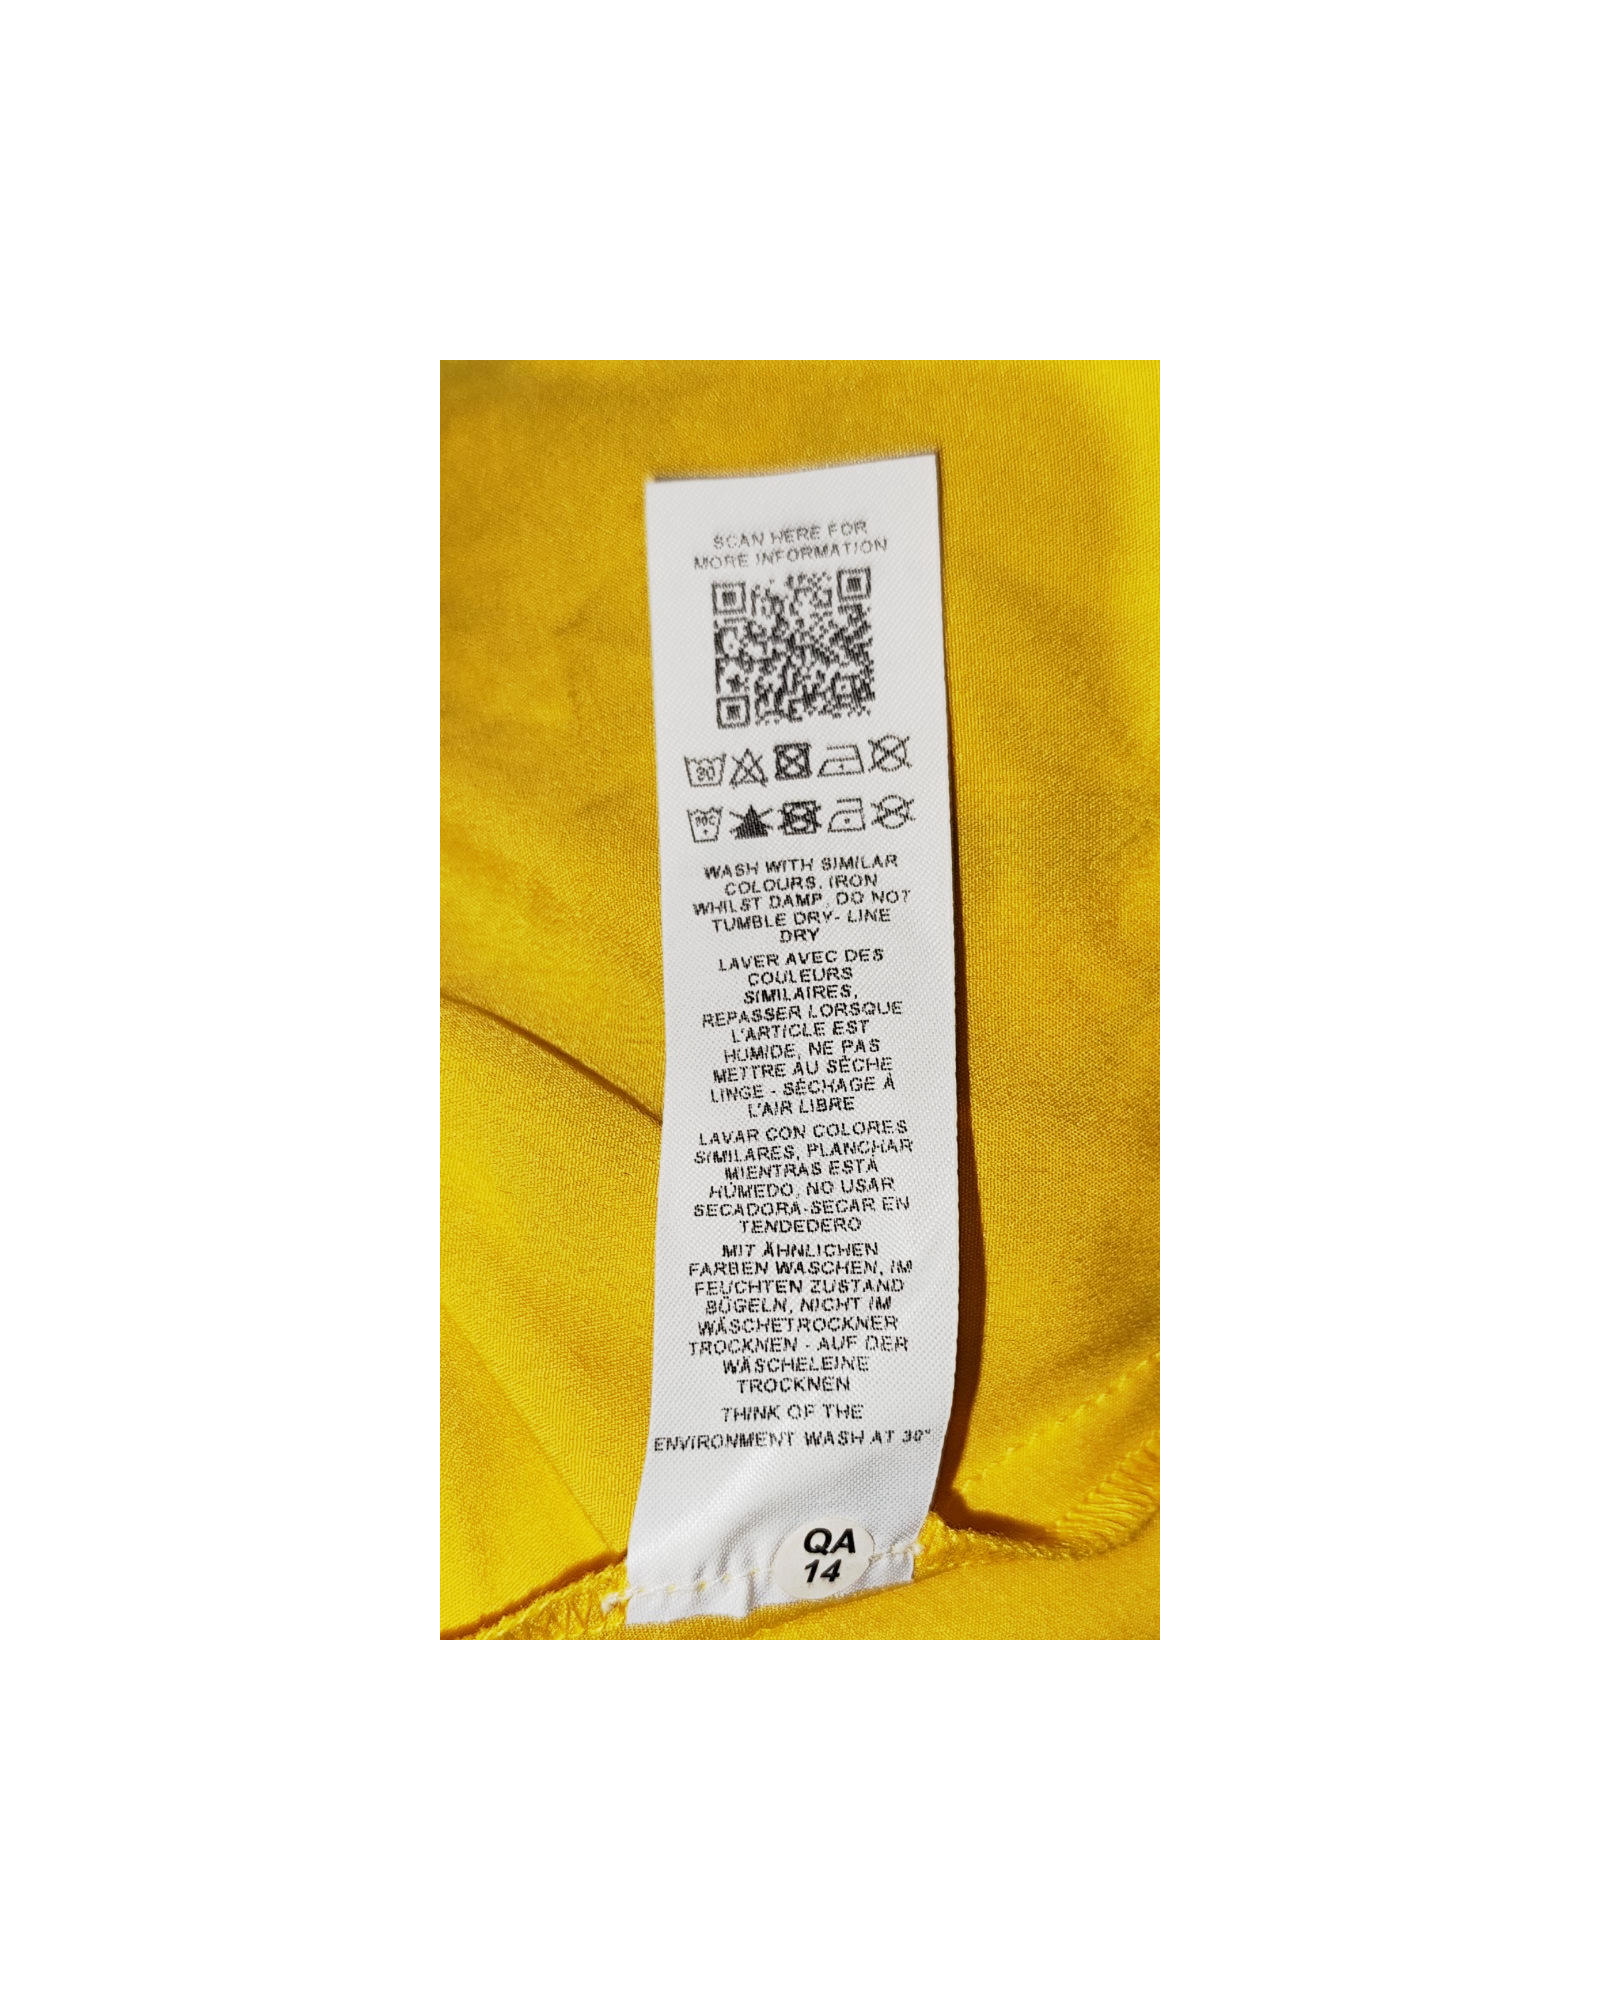 SCAN HERE FOR
MORE INFORMATION
30
30C
WASH WITH SIMILAR
COLOURS, IRON
WHILST DAMP, DO NOT
TUMBLE DRY- LINE
DRY
LAVER AVEC DES
COULEURS
SIMILAIRES,
REPASSER LORSQUE
L'ARTICLE EST
HUMIDE, NE PAS
METTRE AU SÈCHE
LINGE - SÉCHAGE À
L'AIR LIBRE
LAVAR CON COLORES
SIMILARES, PLANCHAR
MIENTRAS ESTÁ
HÚMEDO, NO USAR
SECADORA-SECAR EN
TENDEDERO
MIT ÄHNLICHEN
FARBEN WASCHEN, IM
FEUCHTEN ZUSTAND
BÜGELN, NICHT IM
WÄSCHETROCKNER
TROCKNEN - AUF DER
WÄSCHELEINE
TROCKNEN
THINK OF THE
ENVIRONMENT WASH AT 30°
QA
14